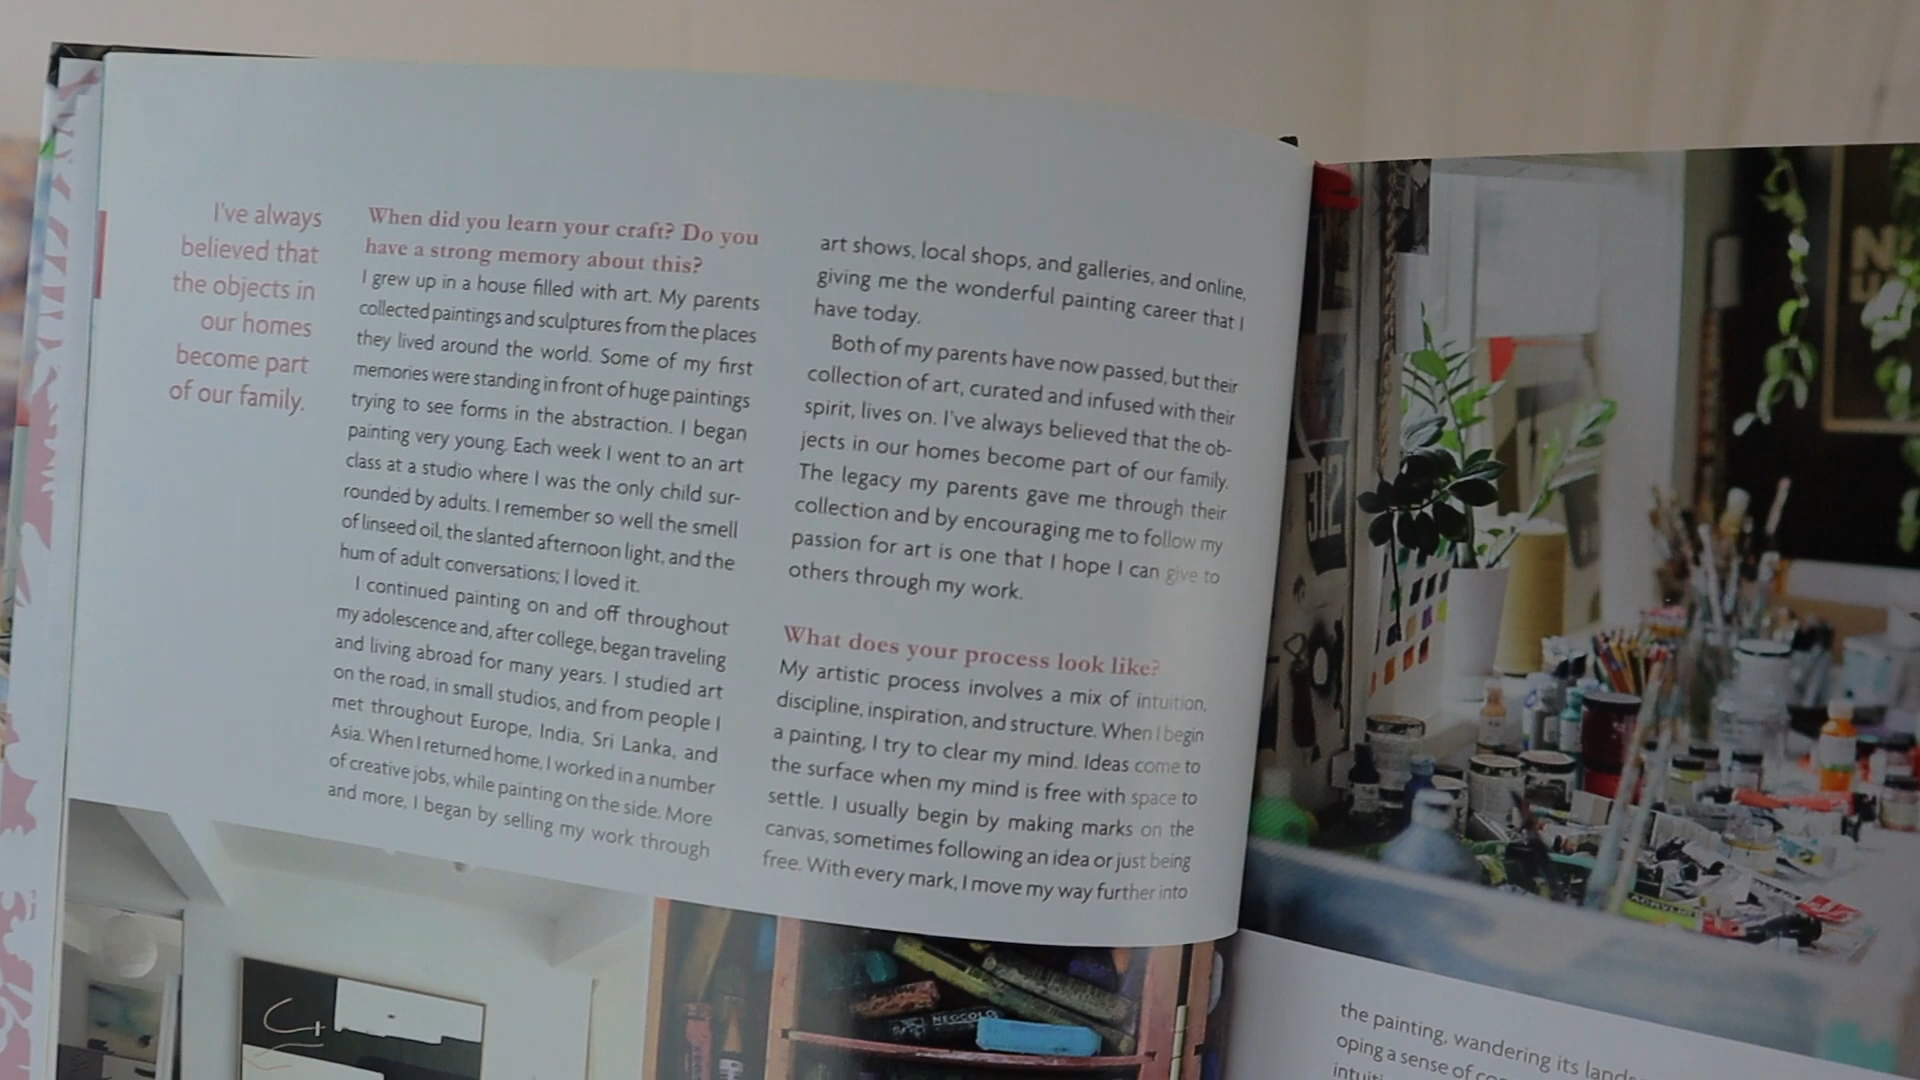 I've always
believed that
the objects in
our homes
become part
of our family.
When did you learn your craft? Do you
have a strong memory about this?
I grew up in a house filled with art. My parents
collected paintings and sculptures from the places
they lived around the world. Some of my first
memories were standing in front of huge paintings
trying to see forms in the abstraction. I began
painting very young. Each week I went to an art
class at a studio where I was the only child sur-
rounded by adults. I remember so well the smell
of linseed oil, the slanted afternoon light, and the
hum of adult conversations; I loved it.
I continued painting on and off throughout
my adolescence and, after college, began traveling
and living abroad for many years. I studied art
on the road, in small studios, and from people I
met throughout Europe, India, Sri Lanka, and
Asia. When I returned home, I worked in a number
of creative jobs, while painting on the side. More
and more, I began by selling my work through
art shows, local shops, and galleries, and online,
giving me the wonderful painting career that I
have today.
Both of my parents have now passed, but their
collection of art, curated and infused with their
spirit, lives on. I've always believed that the ob-
jects in our homes become part of our family.
The legacy my parents gave me through their
collection and by encouraging me to follow my
passion for art is one that I hope I can give to
others through my work.
What does your process look like?
My artistic process involves a mix of intuition,
discipline, inspiration, and structure. When I begin
a painting, I try to clear my mind. Ideas come to
the surface when my mind is free with space to
settle. I usually begin by making marks on the
canvas, sometimes following an idea or just being
free. With every mark, I move my way further into
NEOCOLOR
312
ACRYLIC
the painting, wandering its
oping a sense of